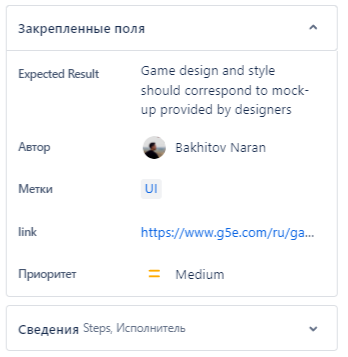 Закрепленные поля
Expected Result
Game design and style
should correspond to mock-
up provided by designers
Автор
Bakhitov Naran
Метки
UI
link
https://www.g5e.com/ru/ga...
Приоритет
Medium
Сведения Steps, Исполнитель